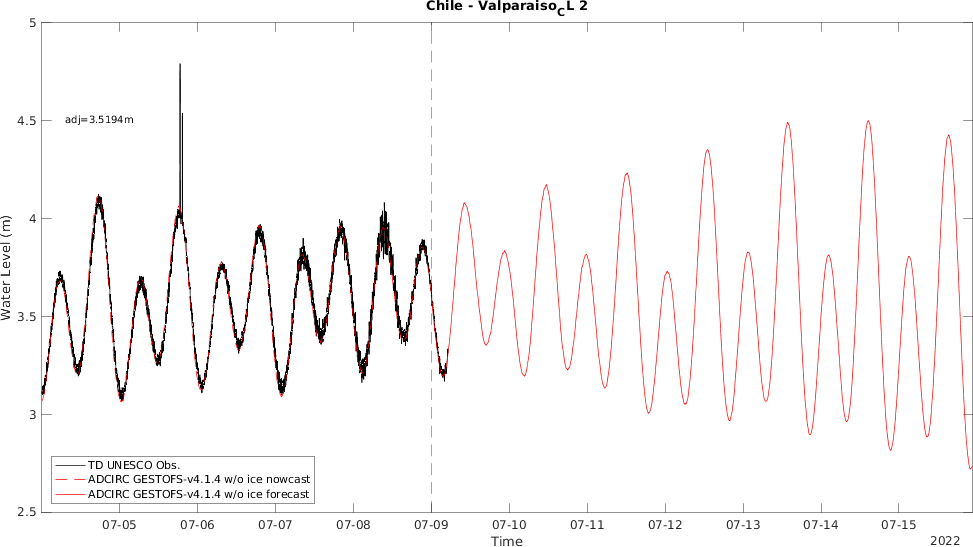 Chile - Valparaiso_CL 2
5
4.5
4
3.5
3
2.5
adj=3.5194m
Water Level (m)
TD UNESCO Obs.
ADCIRC GESTOFS-v4.1.4 w/o ice nowcast
ADCIRC GESTOFS-v4.1.4 w/o ice forecast
07-05 07-06 07-07 07-08 07-09 07-10 07-11 07-12 07-13 07-14 07-15
Time
2022